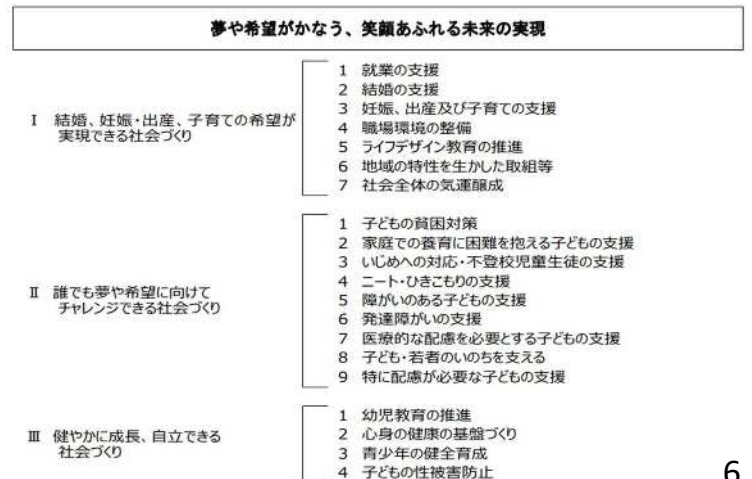 夢や希望がかなう、笑顔あふれる未来の実現
Ⅰ 結婚、妊娠・出産、子育ての希望が
実現できる社会づくり
1 就業の支援
2 結婚の支援
3 妊娠、出産及び子育ての支援
4 職場環境の整備
5 ライフデザイン教育の推進
6 地域の特性を生かした取組等
7 社会全体の気運醸成
Ⅱ 誰でも夢や希望に向けて
チャレンジできる社会づくり
1 子どもの貧困対策
2 家庭での養育に困難を抱える子どもの支援
3 いじめへの対応・不登校児童生徒の支援
4 ニート・ひきこもりの支援
5 障がいのある子どもの支援
6 発達障がいの支援
7 医療的な配慮を必要とする子どもの支援
8 子ども・若者のいのちを支える
9 特に配慮が必要な子どもの支援
Ⅲ 健やかに成長、自立できる
社会づくり
1 幼児教育の推進
2 心身の健康の基盤づくり
3 青少年の健全育成
4 子どもの性被害防止
6